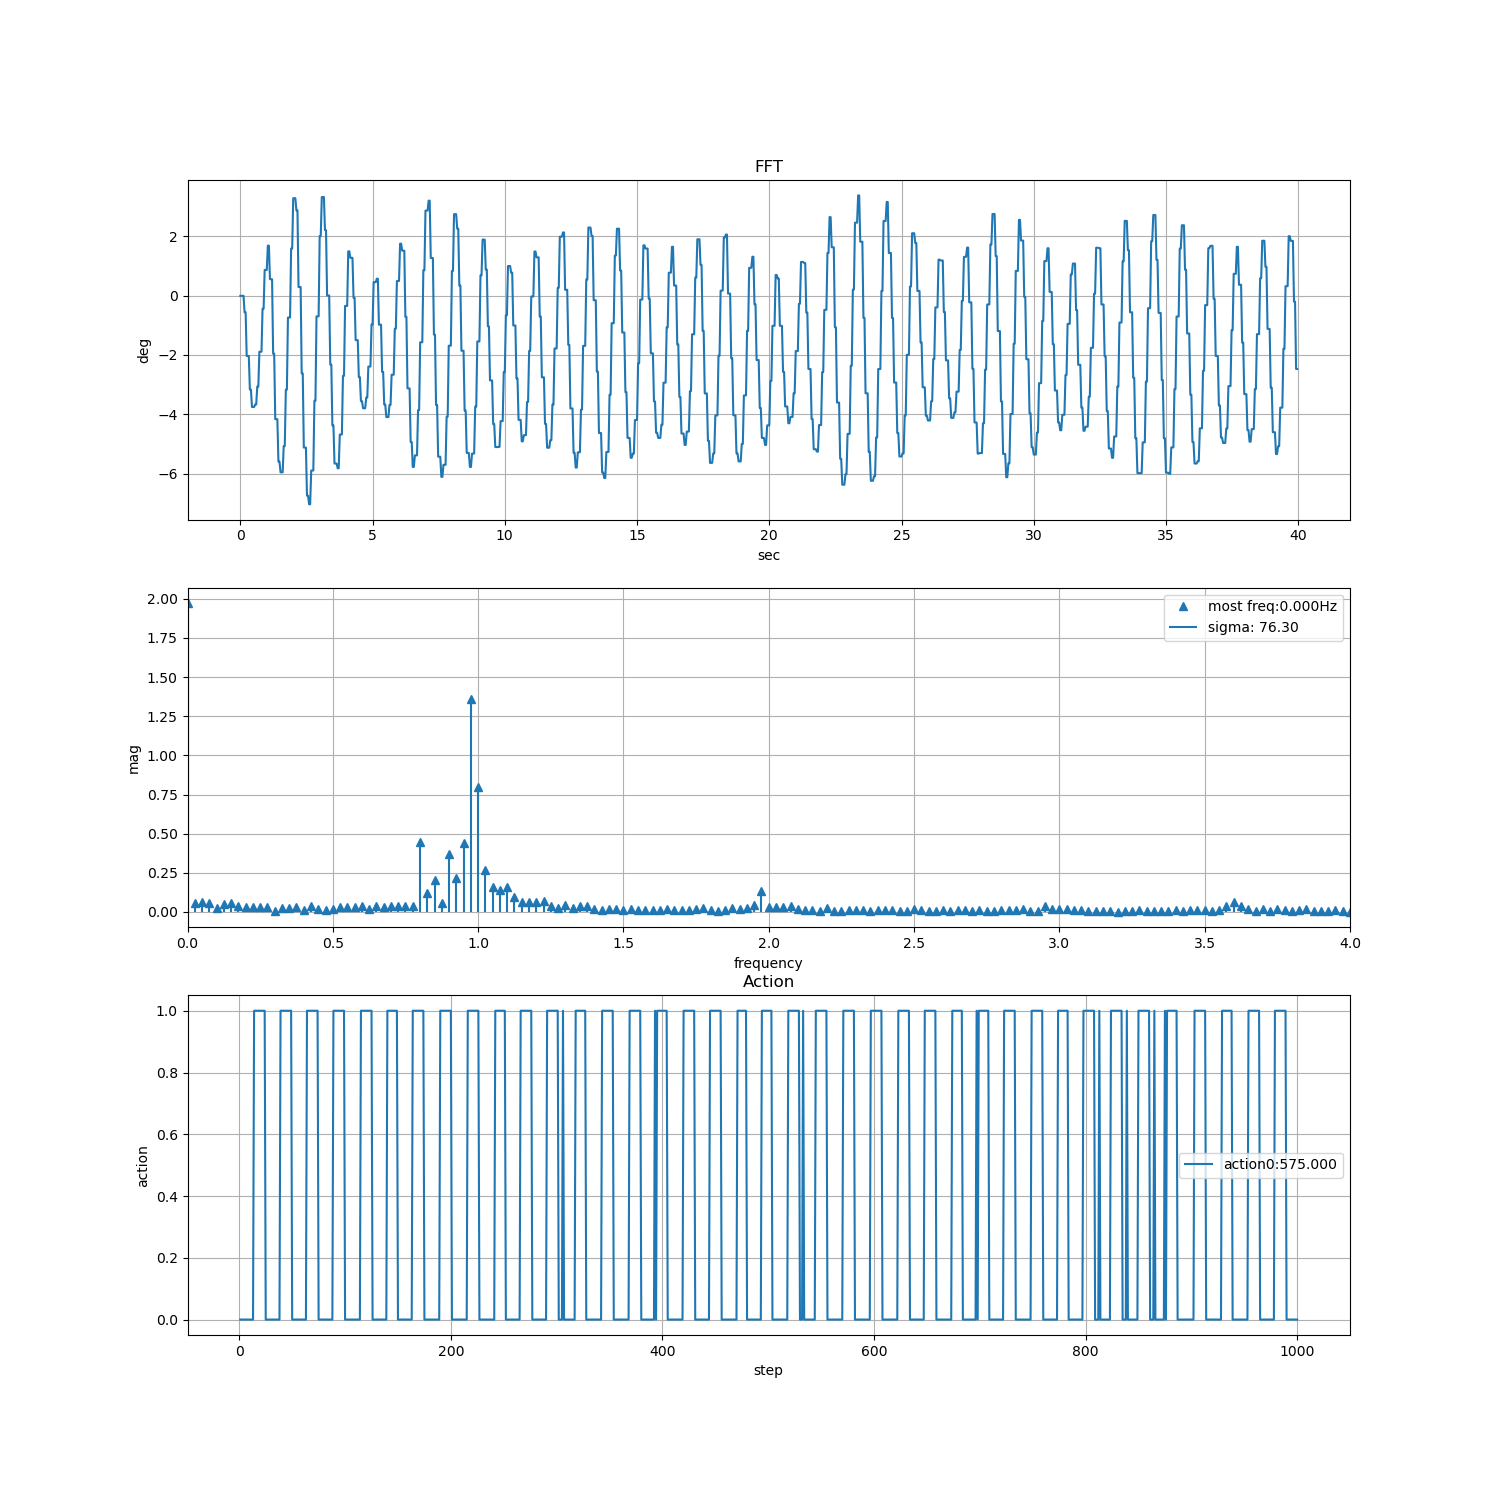 FFT
2
0
−2
−4
−6
deg
0 5 10 15 20 25 30 35 40
sec
2.00
1.75
1.50
1.25
1.00
0.75
0.50
0.25
0.00
mag
most freq:0.000Hz
sigma: 76.30
0.0 0.5 1.0 1.5 2.0 2.5 3.0 3.5 4.0
frequency
Action
1.0
0.8
0.6
0.4
0.2
0.0
action
action0:575.000
0 200 400 600 800 1000
step